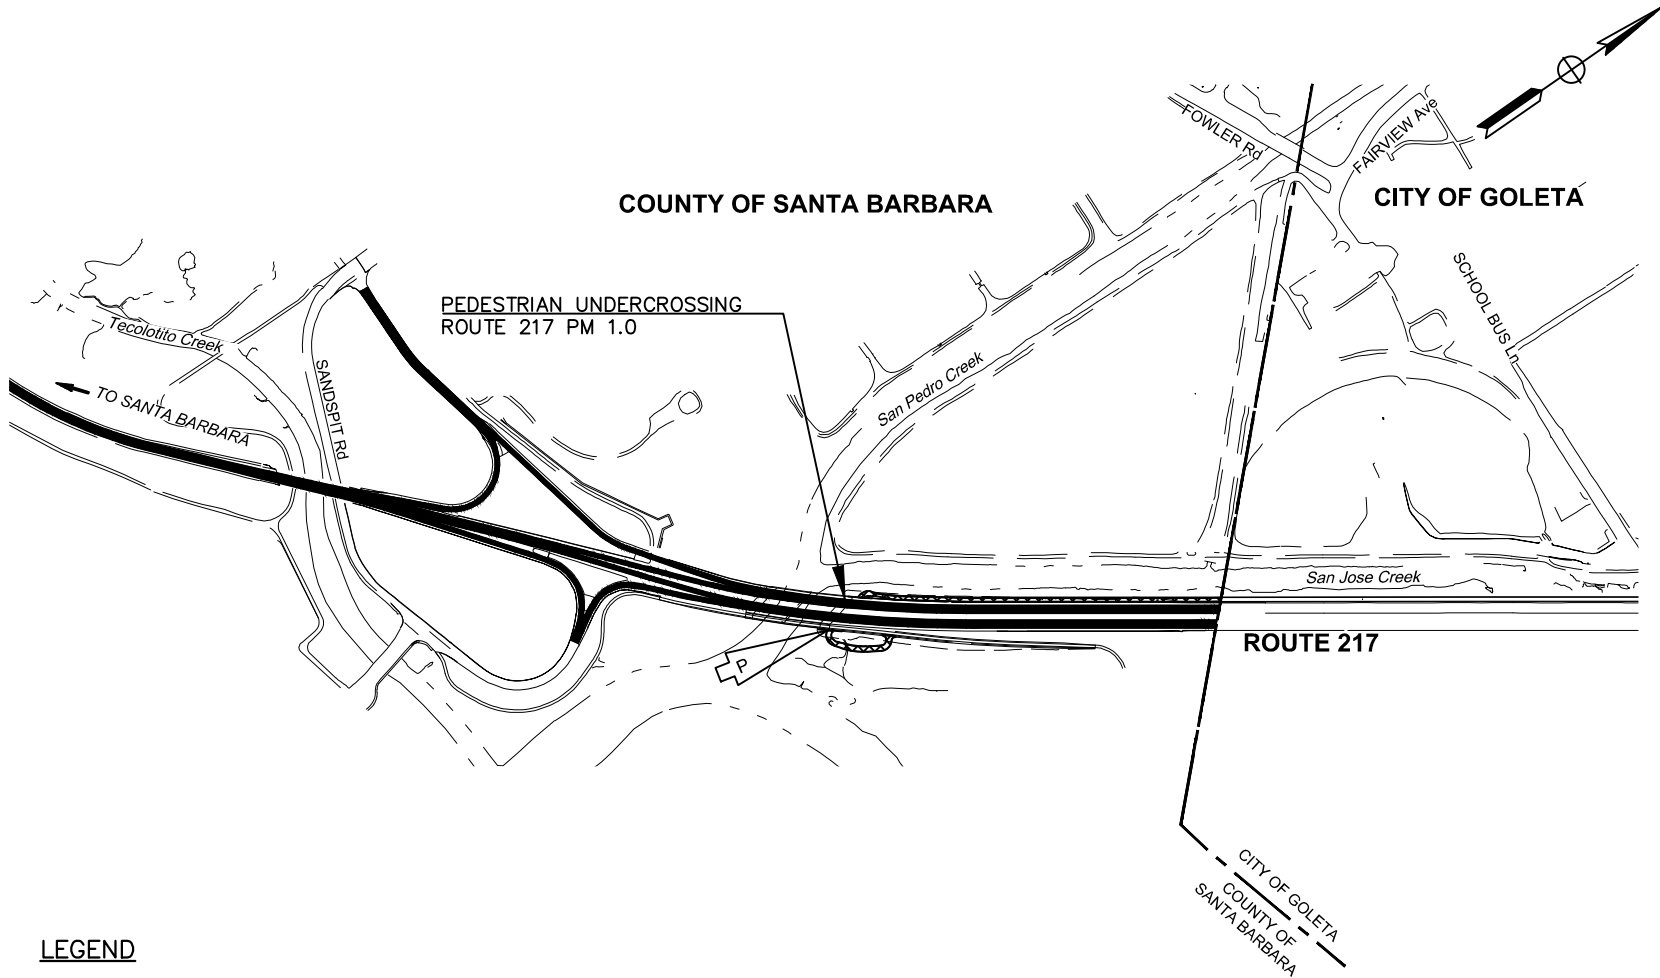 FOWLER Rd
FAIRVIEW Ave
COUNTY OF SANTA BARBARA
CITY OF GOLETA
SCHOOL BUS Ln
PEDESTRIAN UNDERCROSSING
ROUTE 217 PM 1.0
Tecolotito Creek
SANDSPIT Rd
San Pedro Creek
TO SANTA BARBARA
San Jose Creek
ROUTE 217
P
CITY OF GOLETA
COUNTY OF
SANTA BARBARA
LEGEND